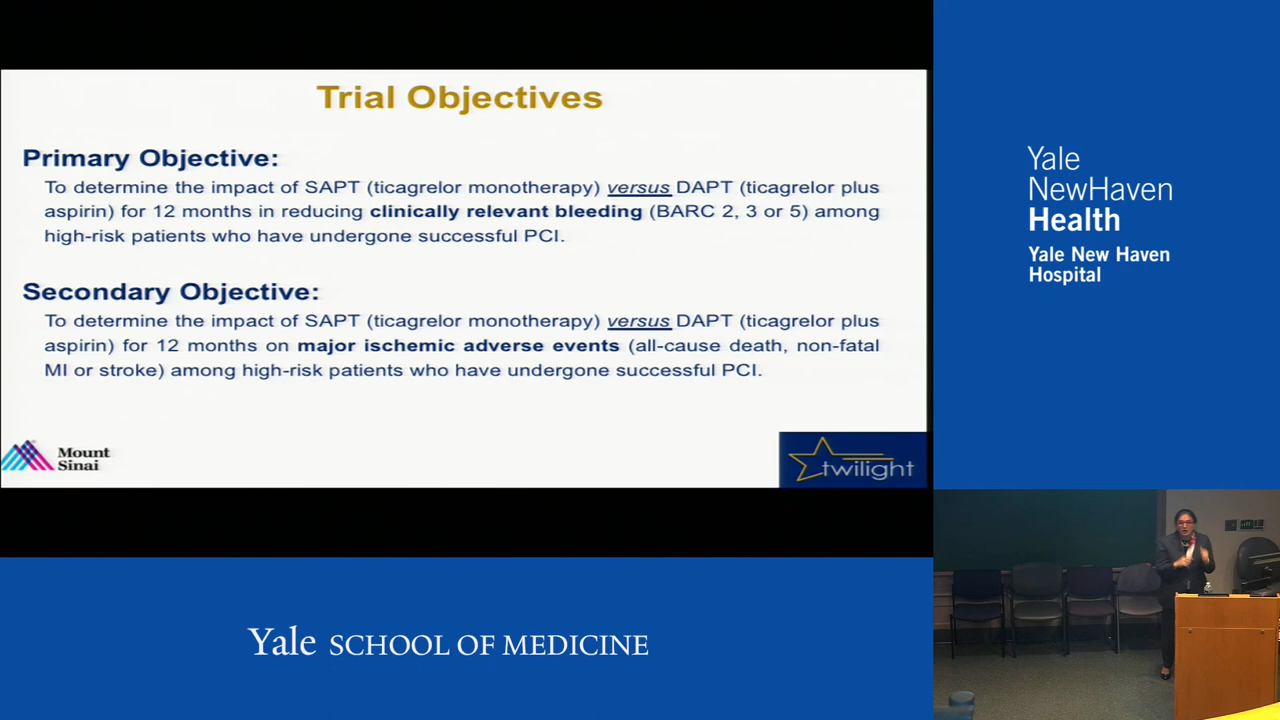 Trial Objectives
Primary Objective:
To determine the impact of SAPT (ticagrelor monotherapy) versus DAPT (ticagrelor plus
aspirin) for 12 months in reducing clinically relevant bleeding (BARC 2, 3 or 5) among
high-risk patients who have undergone successful PCI.
Secondary Objective:
To determine the impact of SAPT (ticagrelor monotherapy) versus DAPT (ticagrelor plus
aspirin) for 12 months on major ischemic adverse events (all-cause death, non-fatal
MI or stroke) among high-risk patients who have undergone successful PCI.
Mount
Sinai
twilight
Yale
NewHaven
Health
Yale New Haven
Hospital
Yale SCHOOL OF MEDICINE